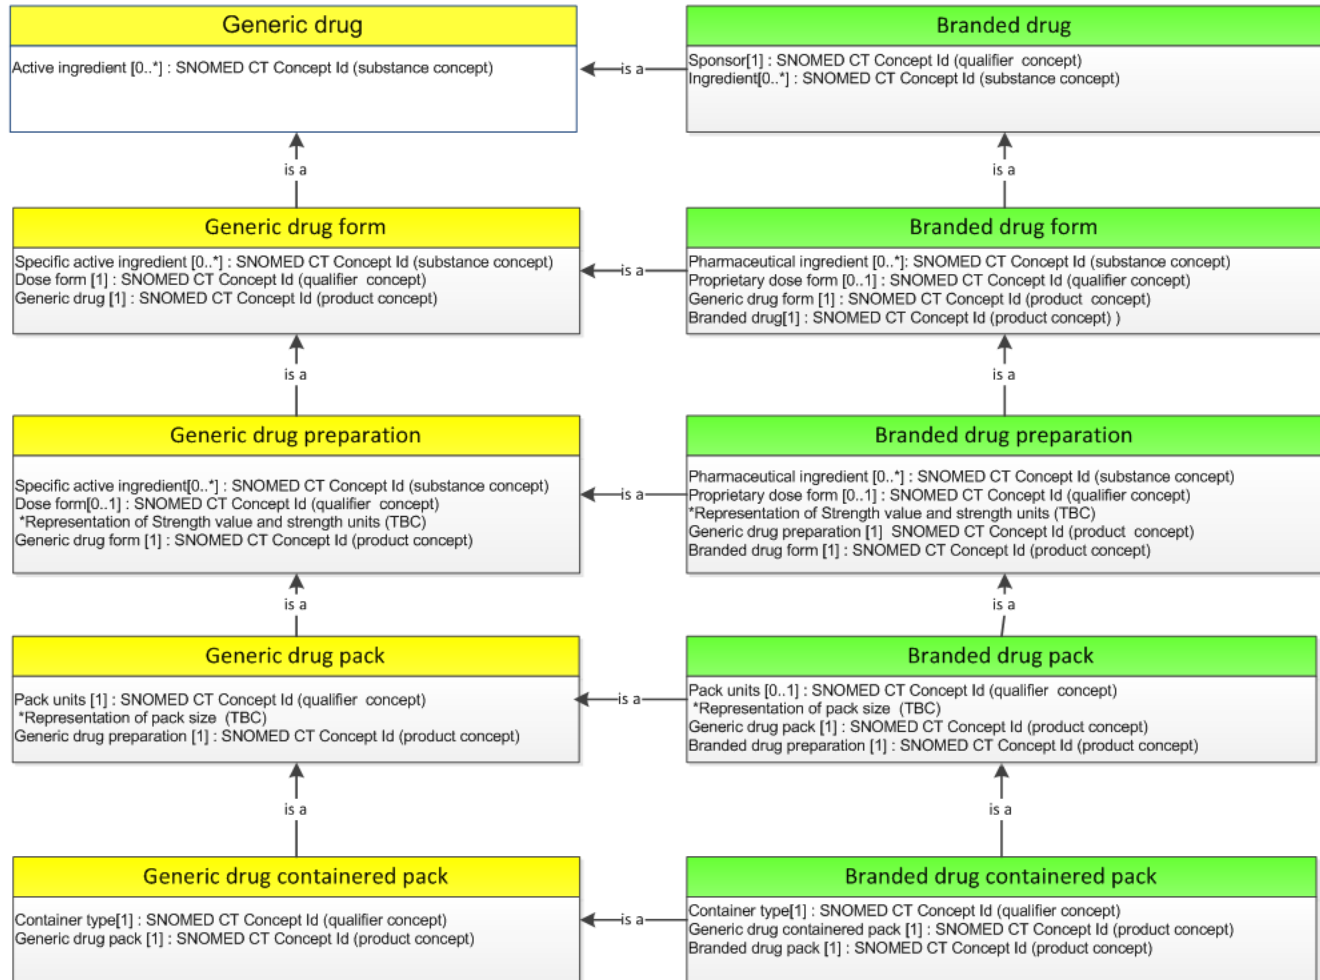 Generic drug
Active ingredient [0..*] : SNOMED CT Concept Id (substance concept)
is a
Branded drug
Sponsor[1] : SNOMED CT Concept Id (qualifier  concept)
Ingredient[0..*] : SNOMED CT Concept Id (substance concept)
is a
is a
Generic drug form
Specific active ingredient [0..*] : SNOMED CT Concept Id (substance concept)
Dose form [1] : SNOMED CT Concept Id (qualifier  concept)
Generic drug [1] : SNOMED CT Concept Id (product concept)
is a
Branded drug form
Pharmaceutical ingredient [0..*]: SNOMED CT Concept Id (substance concept)
Proprietary dose form [0..1] : SNOMED CT Concept Id (qualifier concept)
Generic drug form [1] : SNOMED CT Concept Id (product  concept)
Branded drug[1] : SNOMED CT Concept Id (product concept) )
is a
is a
Generic drug preparation
Specific active ingredient[0..*] : SNOMED CT Concept Id (substance concept)
Dose form[0..1] : SNOMED CT Concept Id (qualifier  concept)
*Representation of Strength value and strength units (TBC)
Generic drug form [1] : SNOMED CT Concept Id (product concept)
is a
Branded drug preparation
Pharmaceutical ingredient [0..*] : SNOMED CT Concept Id (substance concept)
Proprietary dose form [0..1] : SNOMED CT Concept Id (qualifier concept)
*Representation of Strength value and strength units (TBC)
Generic drug preparation [1]  SNOMED CT Concept Id (product  concept)
Branded drug form [1] : SNOMED CT Concept Id (product concept)
is a
is a
Generic drug pack
Pack units [1] : SNOMED CT Concept Id (qualifier  concept)
*Representation of pack size  (TBC)
Generic drug preparation [1] : SNOMED CT Concept Id (product concept)
is a
Branded drug pack
Pack units [0..1] : SNOMED CT Concept Id (qualifier  concept)
*Representation of pack size  (TBC)
Generic drug pack [1] : SNOMED CT Concept Id (product concept)
Branded drug preparation [1] : SNOMED CT Concept Id (product concept)
is a
is a
Generic drug containered pack
Container type[1] : SNOMED CT Concept Id (qualifier concept)
Generic drug pack [1] : SNOMED CT Concept Id (product concept)
is a
Branded drug containered pack
Container type[1] : SNOMED CT Concept Id (qualifier concept)
Generic drug containered pack [1] : SNOMED CT Concept Id (product concept)
Branded drug pack [1] : SNOMED CT Concept Id (product concept)